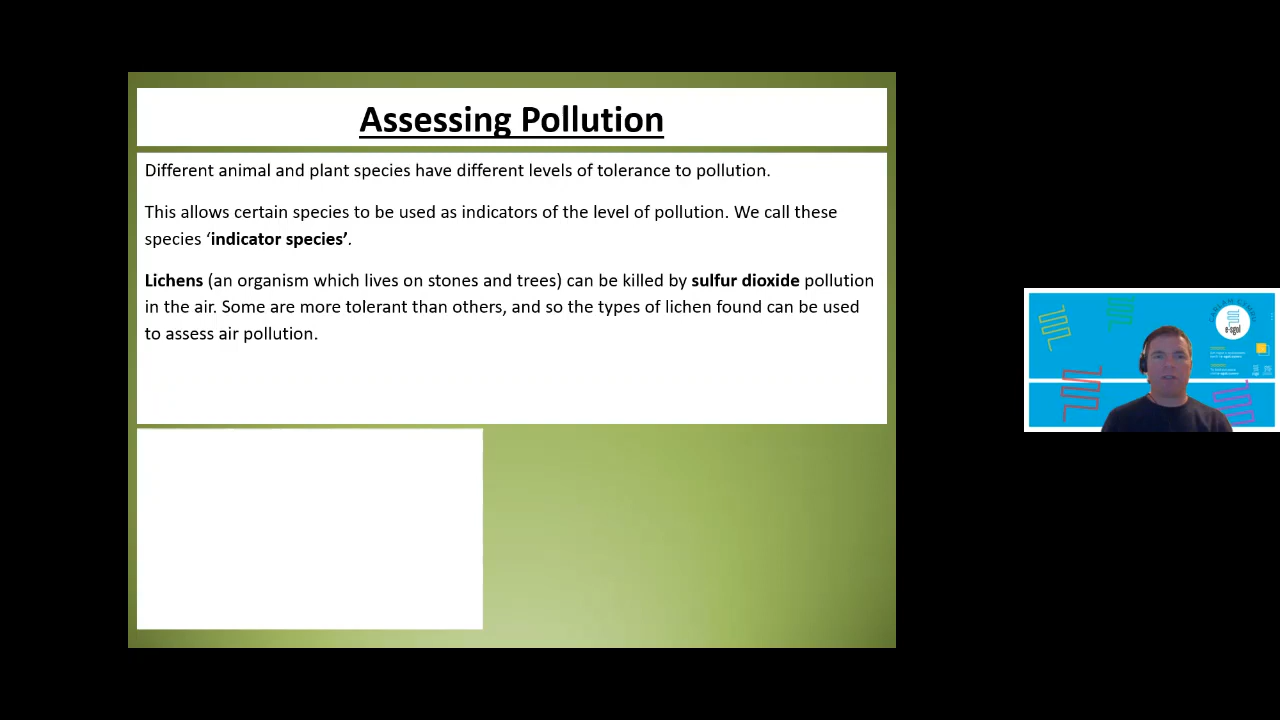 Assessing Pollution
Different animal and plant species have different levels of tolerance to pollution.
This allows certain species to be used as indicators of the level of pollution. We call these
species ‘indicator species’.
Lichens (an organism which lives on stones and trees) can be killed by sulfur dioxide pollution
in the air. Some are more tolerant than others, and so the types of lichen found can be used
to assess air pollution.
e-sgol